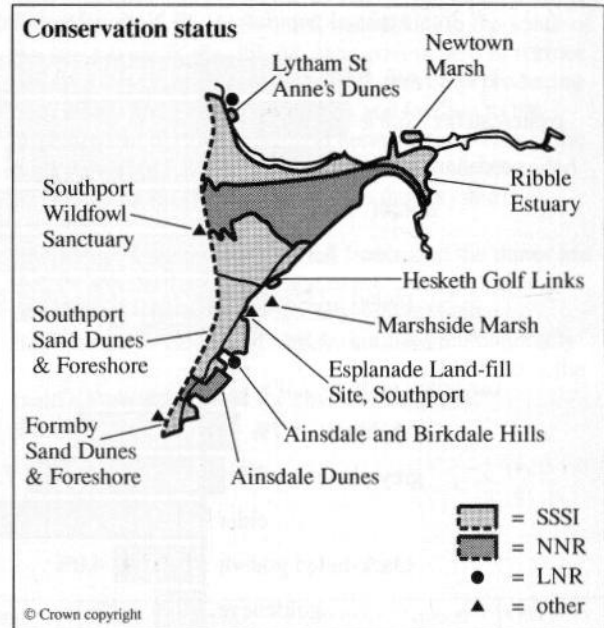 Conservation status
Newtown
Marsh
Lytham St
Anne's Dunes
Southport
Wildfowl
Sanctuary
Ribble
Estuary
Hesketh Golf Links
Marshside Marsh
Southport
Sand Dunes
& Foreshore
Esplanade Land-fill
Site, Southport
Formby
Sand Dunes
& Foreshore
Ainsdale and Birkdale Hills
Ainsdale Dunes
= SSSI
= NNR
= LNR
= other
© Crown copyright